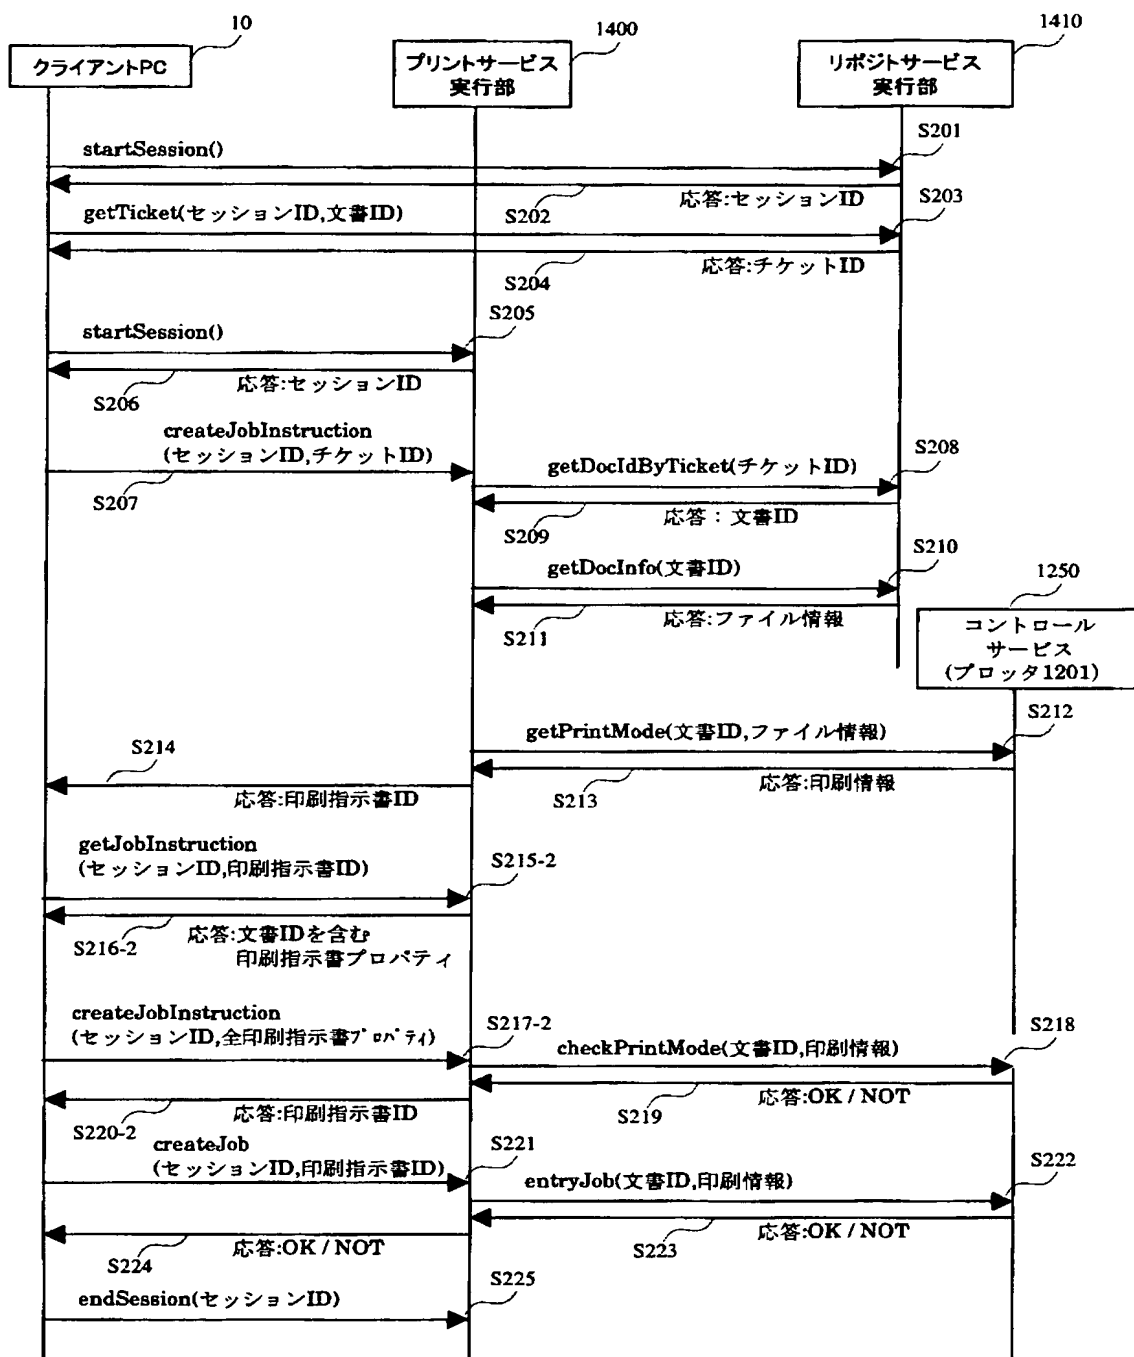 10
1400
1410
クライアントPC
プリントサービス
実行部
リポジトサービス
実行部
S201
startSession()
応答:セッションID
S202
S203
getTicket(セッションID,文書ID)
応答:チケットID
S204
S205
startSession()
応答:セッションID
S206
createJobInstruction
(セッションID,チケットID)
S207
S208
getDocIdByTicket(チケットID)
応答：文書ID
S209
S210
getDocInfo(文書ID)
応答:ファイル情報
S211
1250
コントロール
サービス
(プロッタ1201)
S212
getPrintMode(文書ID,ファイル情報)
応答:印刷情報
S213
S214
応答:印刷指示書ID
getJobInstruction
(セッションID,印刷指示書ID)
S215-2
応答:文書IDを含む
印刷指示書プロパティ
S216-2
createJobInstruction
(セッションID,全印刷指示書ﾌﾟﾛﾊﾟﾃｨ)
S217-2
S218
checkPrintMode(文書ID,印刷情報)
応答:OK / NOT
S219
応答:印刷指示書ID
S220-2
createJob
(セッションID,印刷指示書ID)
S221
S222
entryJob(文書ID,印刷情報)
応答:OK / NOT
S223
応答:OK / NOT
S224
S225
endSession(セッションID)